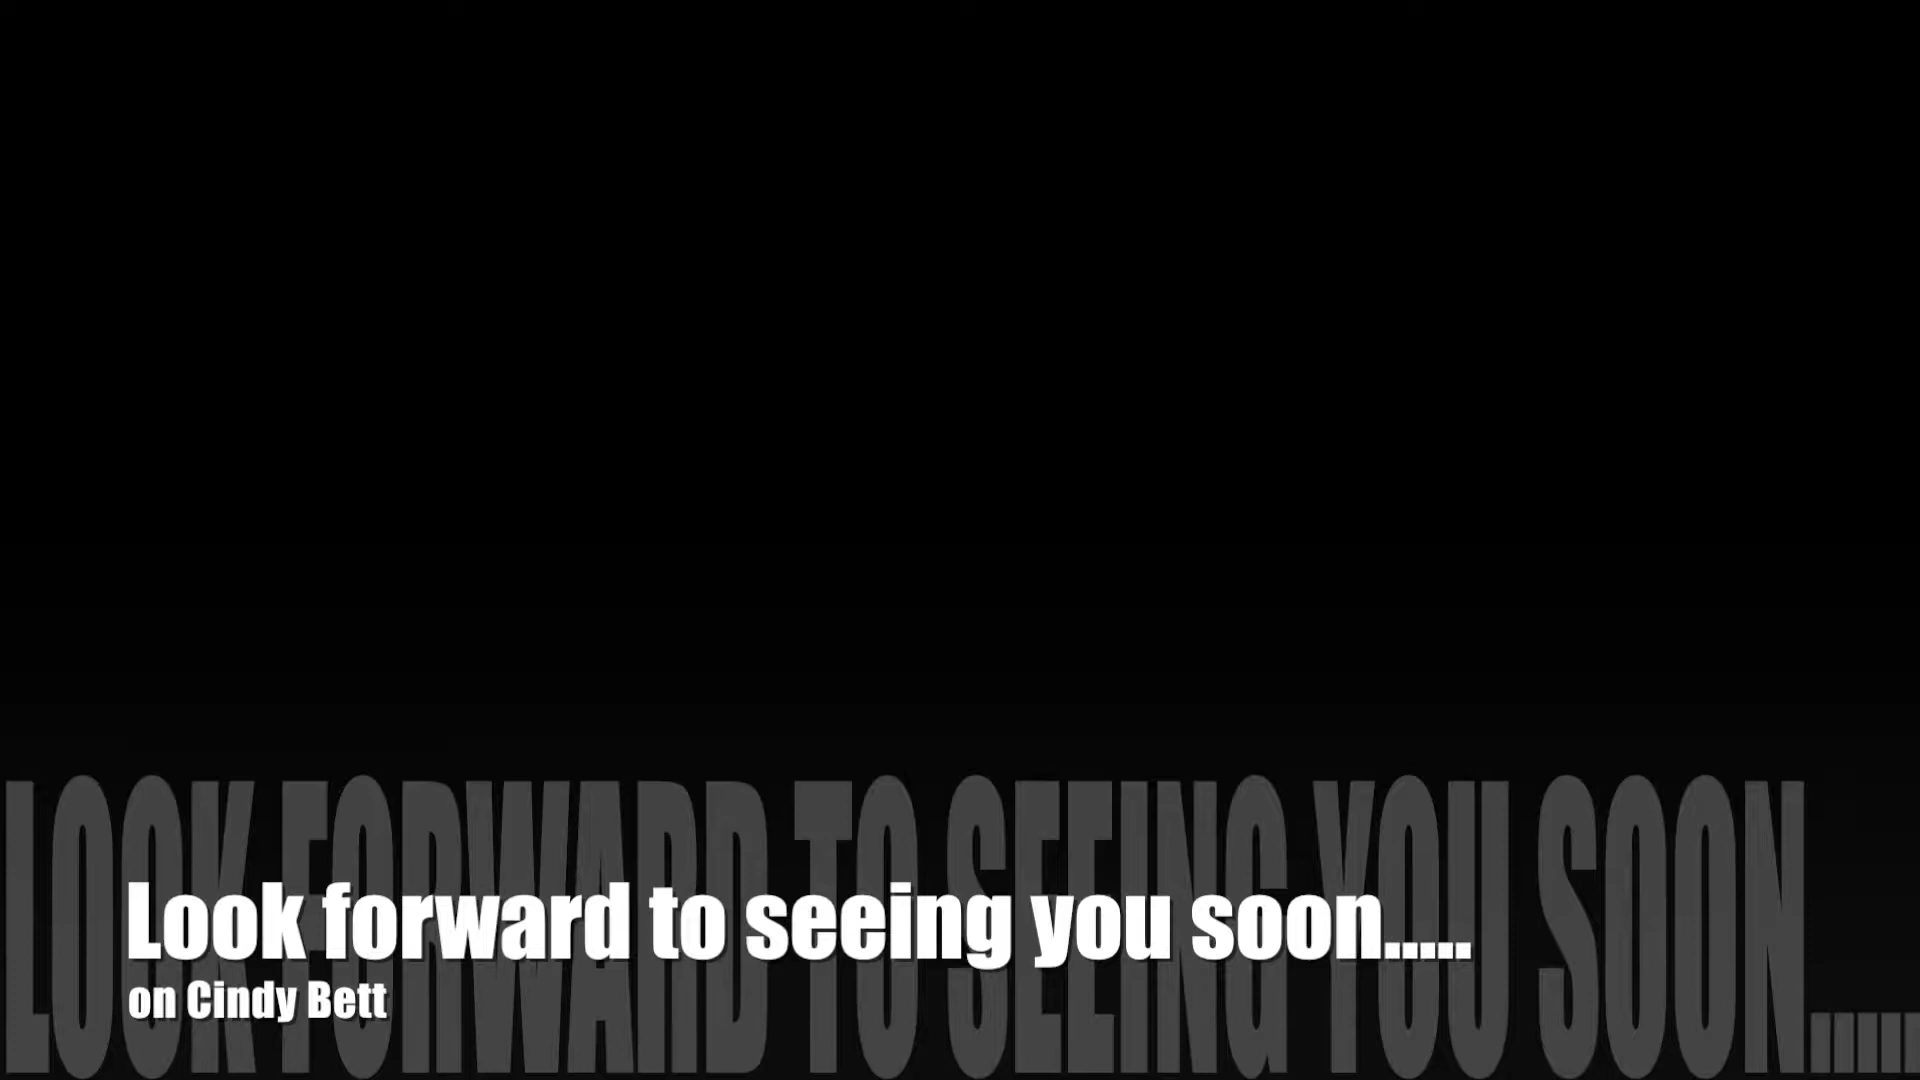 LOOK FORWARD TO SEEING YOU SOON.....
Look forward to seeing you soon.....
on Cindy Bett